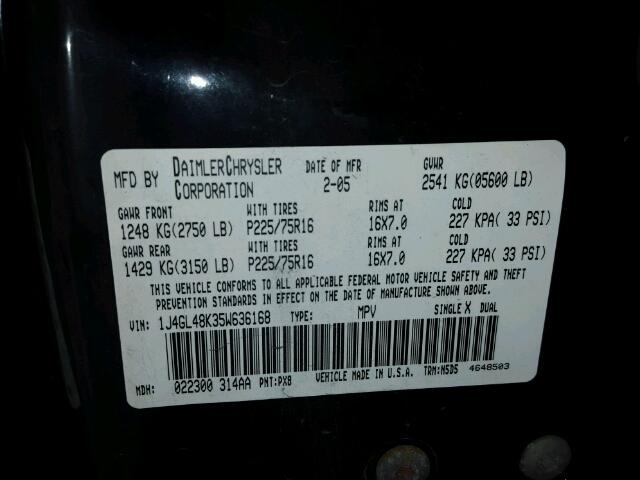 MFD BY DAIMLERCHRYSLER CORPORATION DATE OF MFR 2-05 GVWR 2541 KG(05600 LB)
GAWR FRONT WITH TIRES RIMS AT COLD
1248 KG(2750 LB) P225/75R16 16X7.0 227 KPA( 33 PSI)
GAWR REAR WITH TIRES RIMS AT COLD
1429 KG(3150 LB) P225/75R16 16X7.0 227 KPA( 33 PSI)
THIS VEHICLE CONFORMS TO ALL APPLICABLE FEDERAL MOTOR VEHICLE SAFETY AND THEFT
PREVENTION STANDARDS IN EFFECT ON THE DATE OF MANUFACTURE SHOWN ABOVE.
VIN: 1J4GL48K35W636168 TYPE: MPV SINGLE X DUAL
MDH: 022300 314AA PNT:PX8 VEHICLE MADE IN U.S.A. TRM:N5D5 4648503